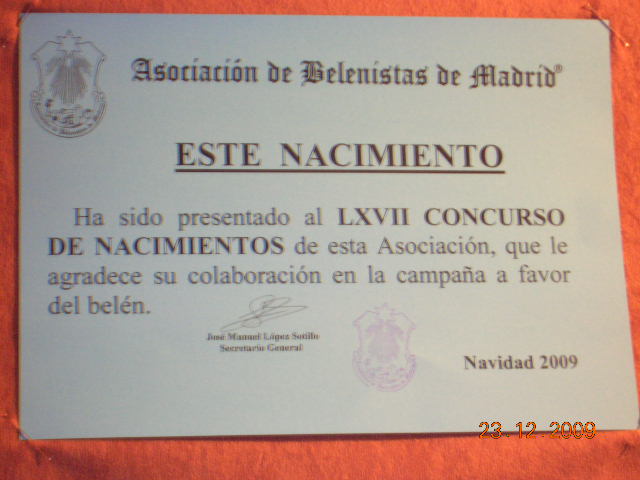 Asociación de Belenistas de Madrid®
ESTE NACIMIENTO
Ha sido presentado al LXVII CONCURSO
DE NACIMIENTOS de esta Asociación, que le
agradece su colaboración en la campaña a favor
del belén.
José Manuel López Sotillo
Secretario General
Navidad 2009
23.12.2009